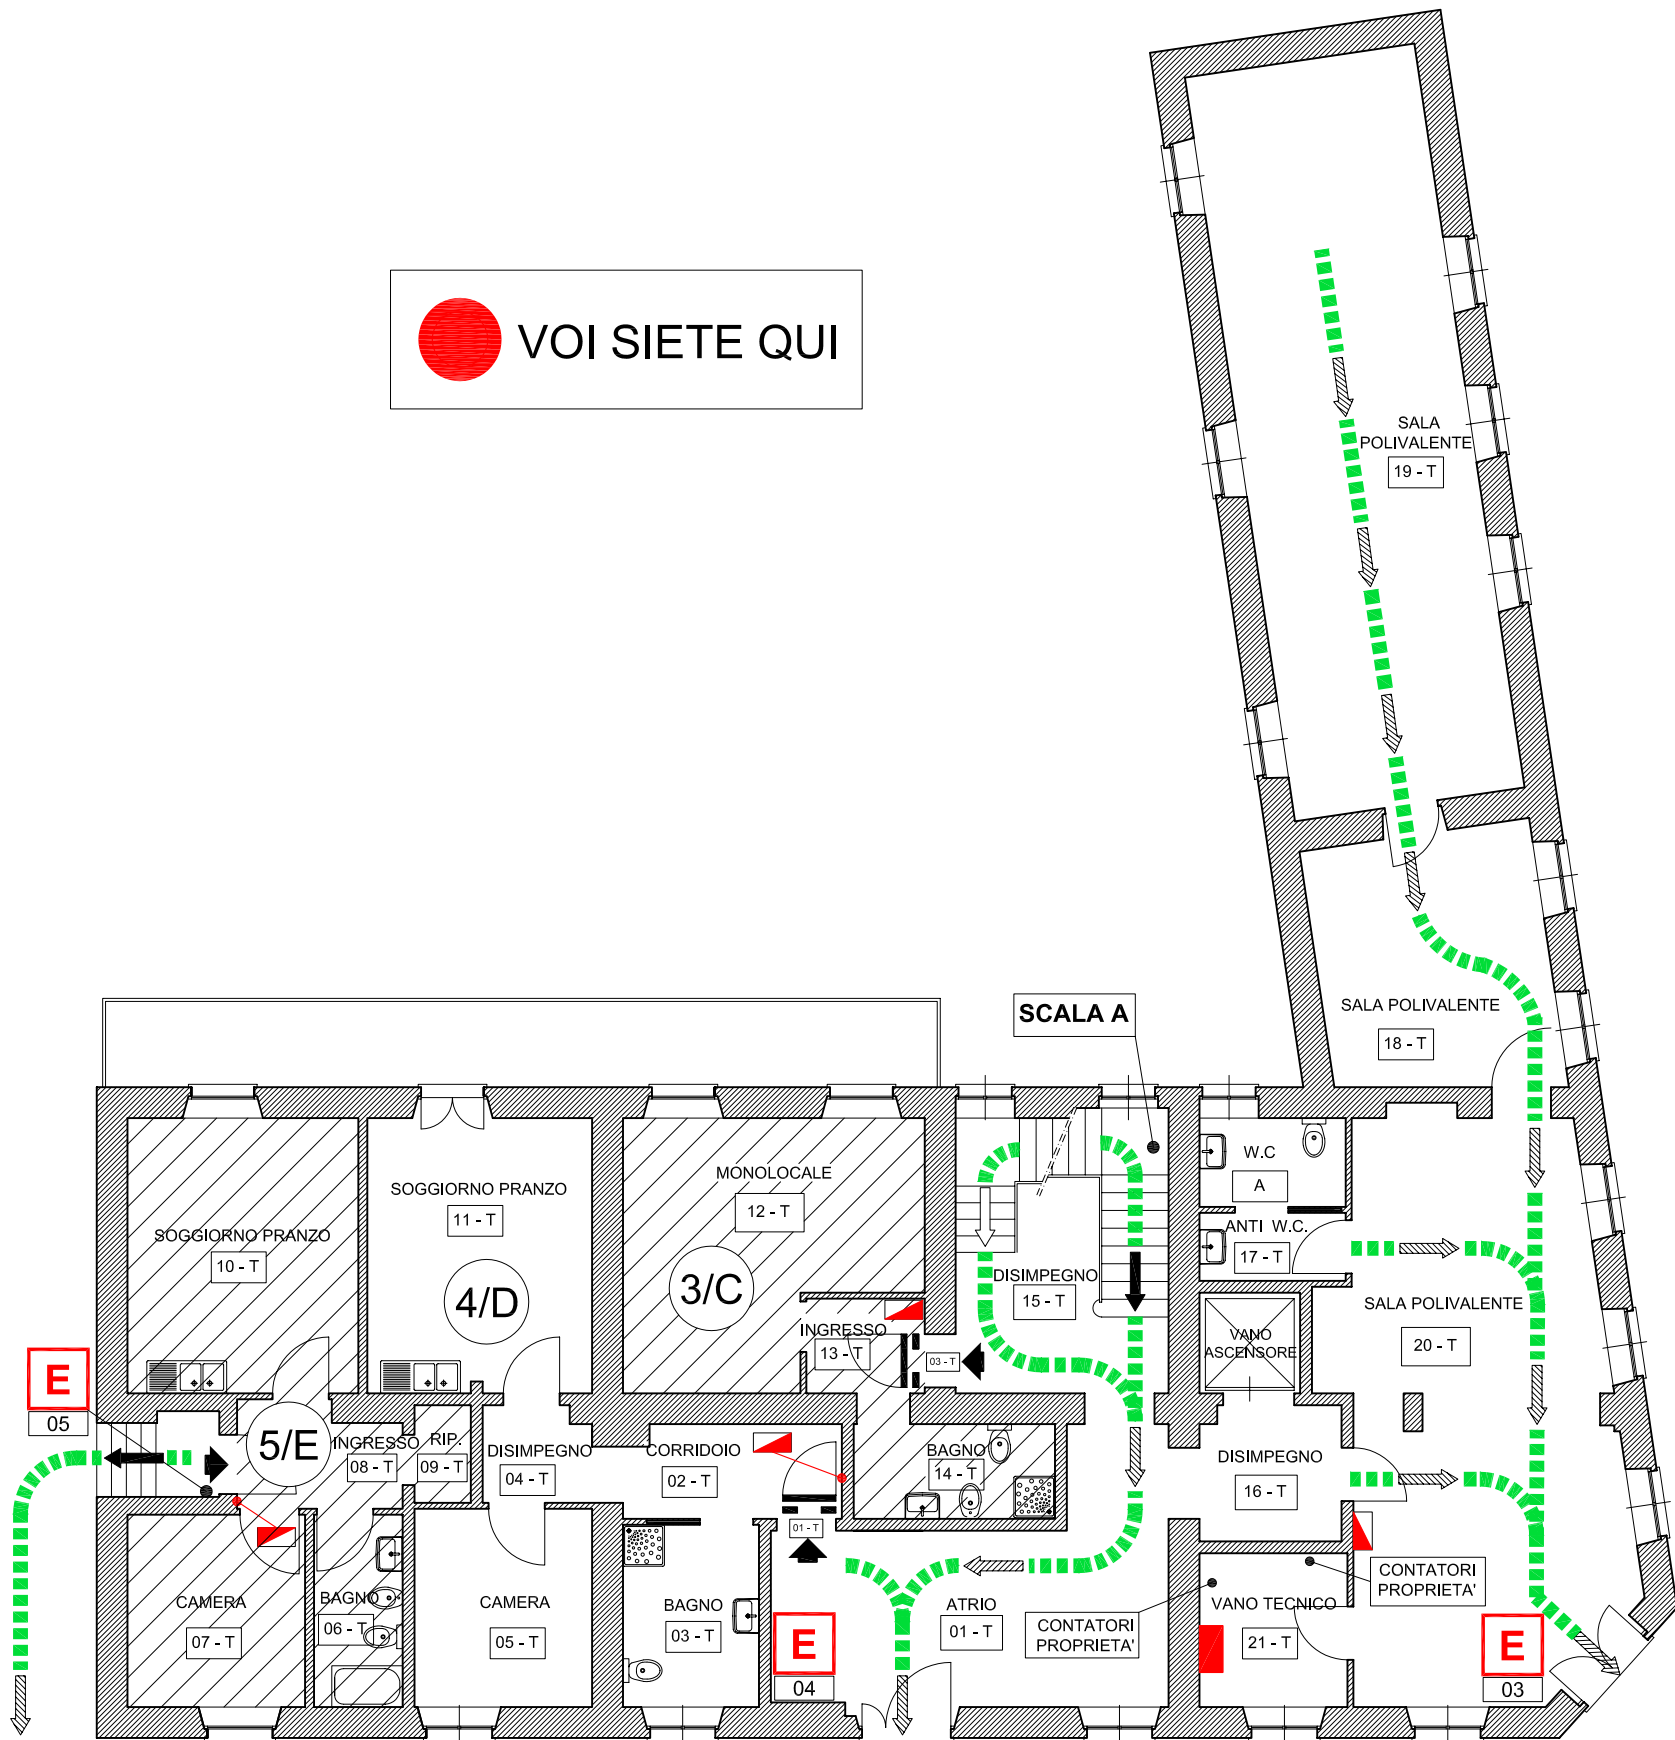 VOI SIETE QUI
SALA
POLIVALENTE
19 - T
SALA POLIVALENTE
18 - T
SCALA A
SOGGIORNO PRANZO
10 - T
SOGGIORNO PRANZO
11 - T
4/D
MONOLOCALE
12 - T
3/C
INGRESSO
13 - T
03 - T
DISIMPEGNO
15 - T
W.C
A
ANTI W.C.
17 - T
VANO
ASCENSORE
SALA POLIVALENTE
20 - T
E
05
5/E
INGRESSO
08 - T
RIP.
09 - T
DISIMPEGNO
04 - T
CORRIDOIO
02 - T
01 - T
BAGNO
14 - T
DISIMPEGNO
16 - T
CAMERA
07 - T
BAGNO
06 - T
CAMERA
05 - T
BAGNO
03 - T
E
04
ATRIO
01 - T
CONTATORI
PROPRIETA'
VANO TECNICO
21 - T
CONTATORI
PROPRIETA'
E
03